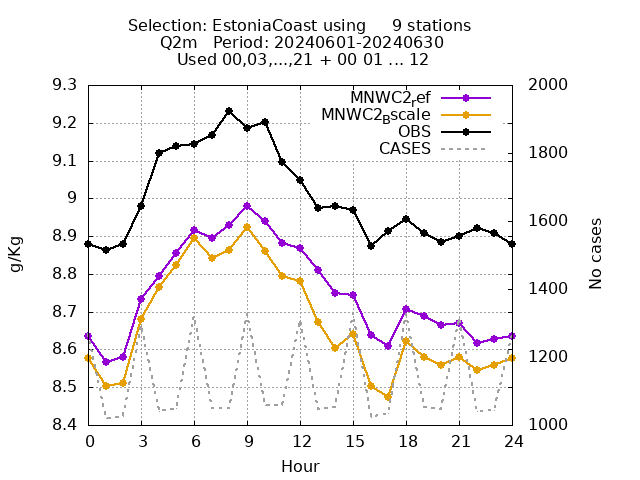 Selection: EstoniaCoast using     9 stations
Q2m   Period: 20240601-20240630
Used 00,03,...,21 + 00 01 ... 12
MNWC2ref
MNWC2Bscale
OBS
CASES
9.3
9.2
9.1
9
8.9
8.8
8.7
8.6
8.5
8.4
g/Kg
2000
1800
1600
1400
1200
1000
No cases
0 3 6 9 12 15 18 21 24
Hour